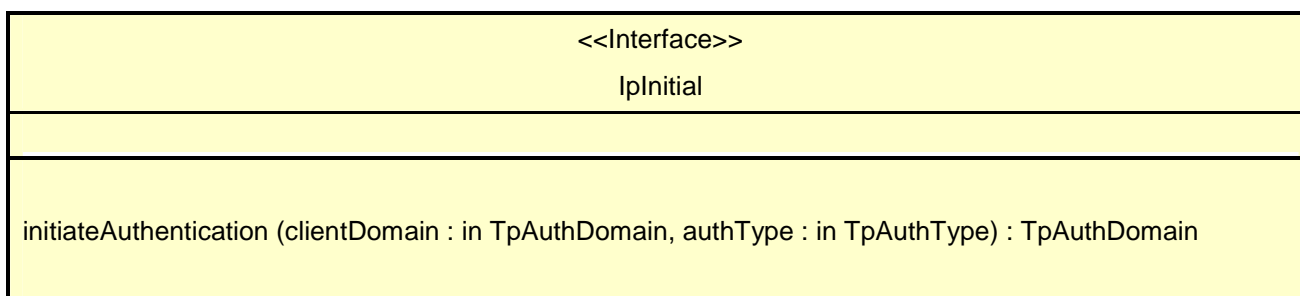 <<Interface>>
IpInitial
initiateAuthentication (clientDomain : in TpAuthDomain, authType : in TpAuthType) : TpAuthDomain